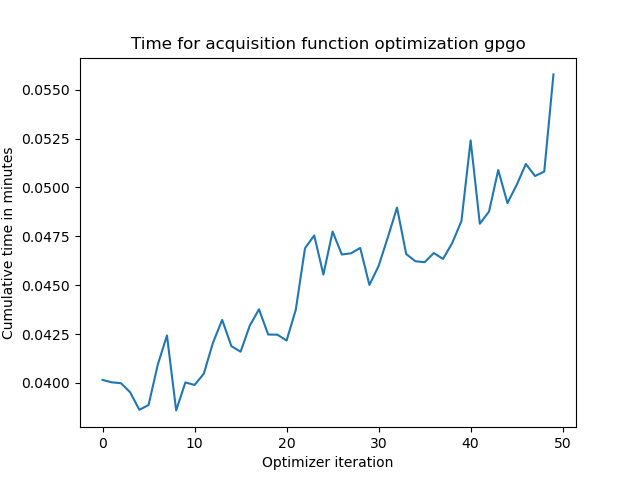 Time for acquisition function optimization gpgo
Cumulative time in minutes
0.0550
0.0525
0.0500
0.0475
0.0450
0.0425
0.0400
0 10 20 30 40 50
Optimizer iteration